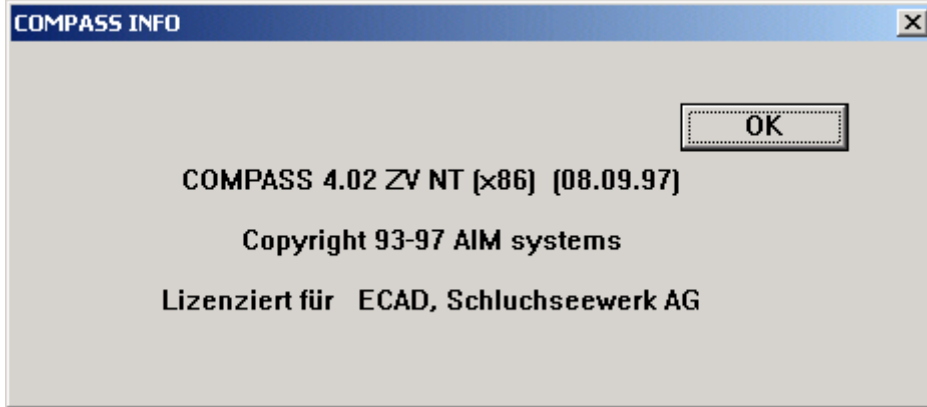 COMPASS INFO
OK
COMPASS 4.02 ZV NT (x86) (08.09.97)
Copyright 93-97 AIM systems
Lizenziert für ECAD, Schluchseewerk AG